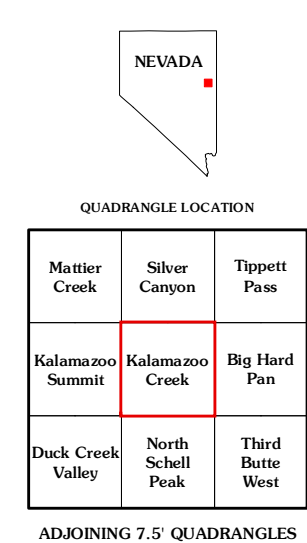 NEVADA
QUADRANGLE LOCATION
Mattier
Creek
Silver
Canyon
Tippett
Pass
Kalamazoo
Summit
Kalamazoo
Creek
Big Hard
Pan
Duck Creek
Valley
North
Schell
Peak
Third
Butte
West
ADJOINING 7.5' QUADRANGLES